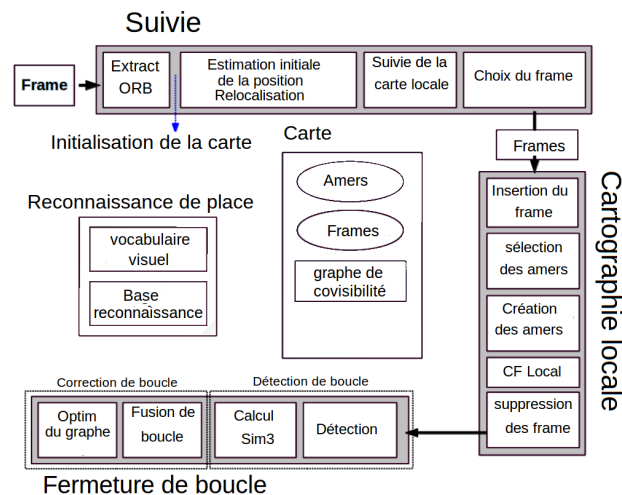 Suivie
Frame
Extract
ORB
Estimation initiale
de la position
Relocalisation
Suivie de la
carte locale
Choix du frame
Initialisation de la carte
Frames
Carte
Amers
Frames
graphe de
covisibilité
Reconnaissance de place
vocabulaire
visuel
Base
reconnaissance
Cartographie locale
Insertion du
frame
sélection
des amers
Création
des amers
CF Local
suppression
des frame
Correction de boucle
Détection de boucle
Optim
du graphe
Fusion de
boucle
Calcul
Sim3
Détection
Fermeture de boucle